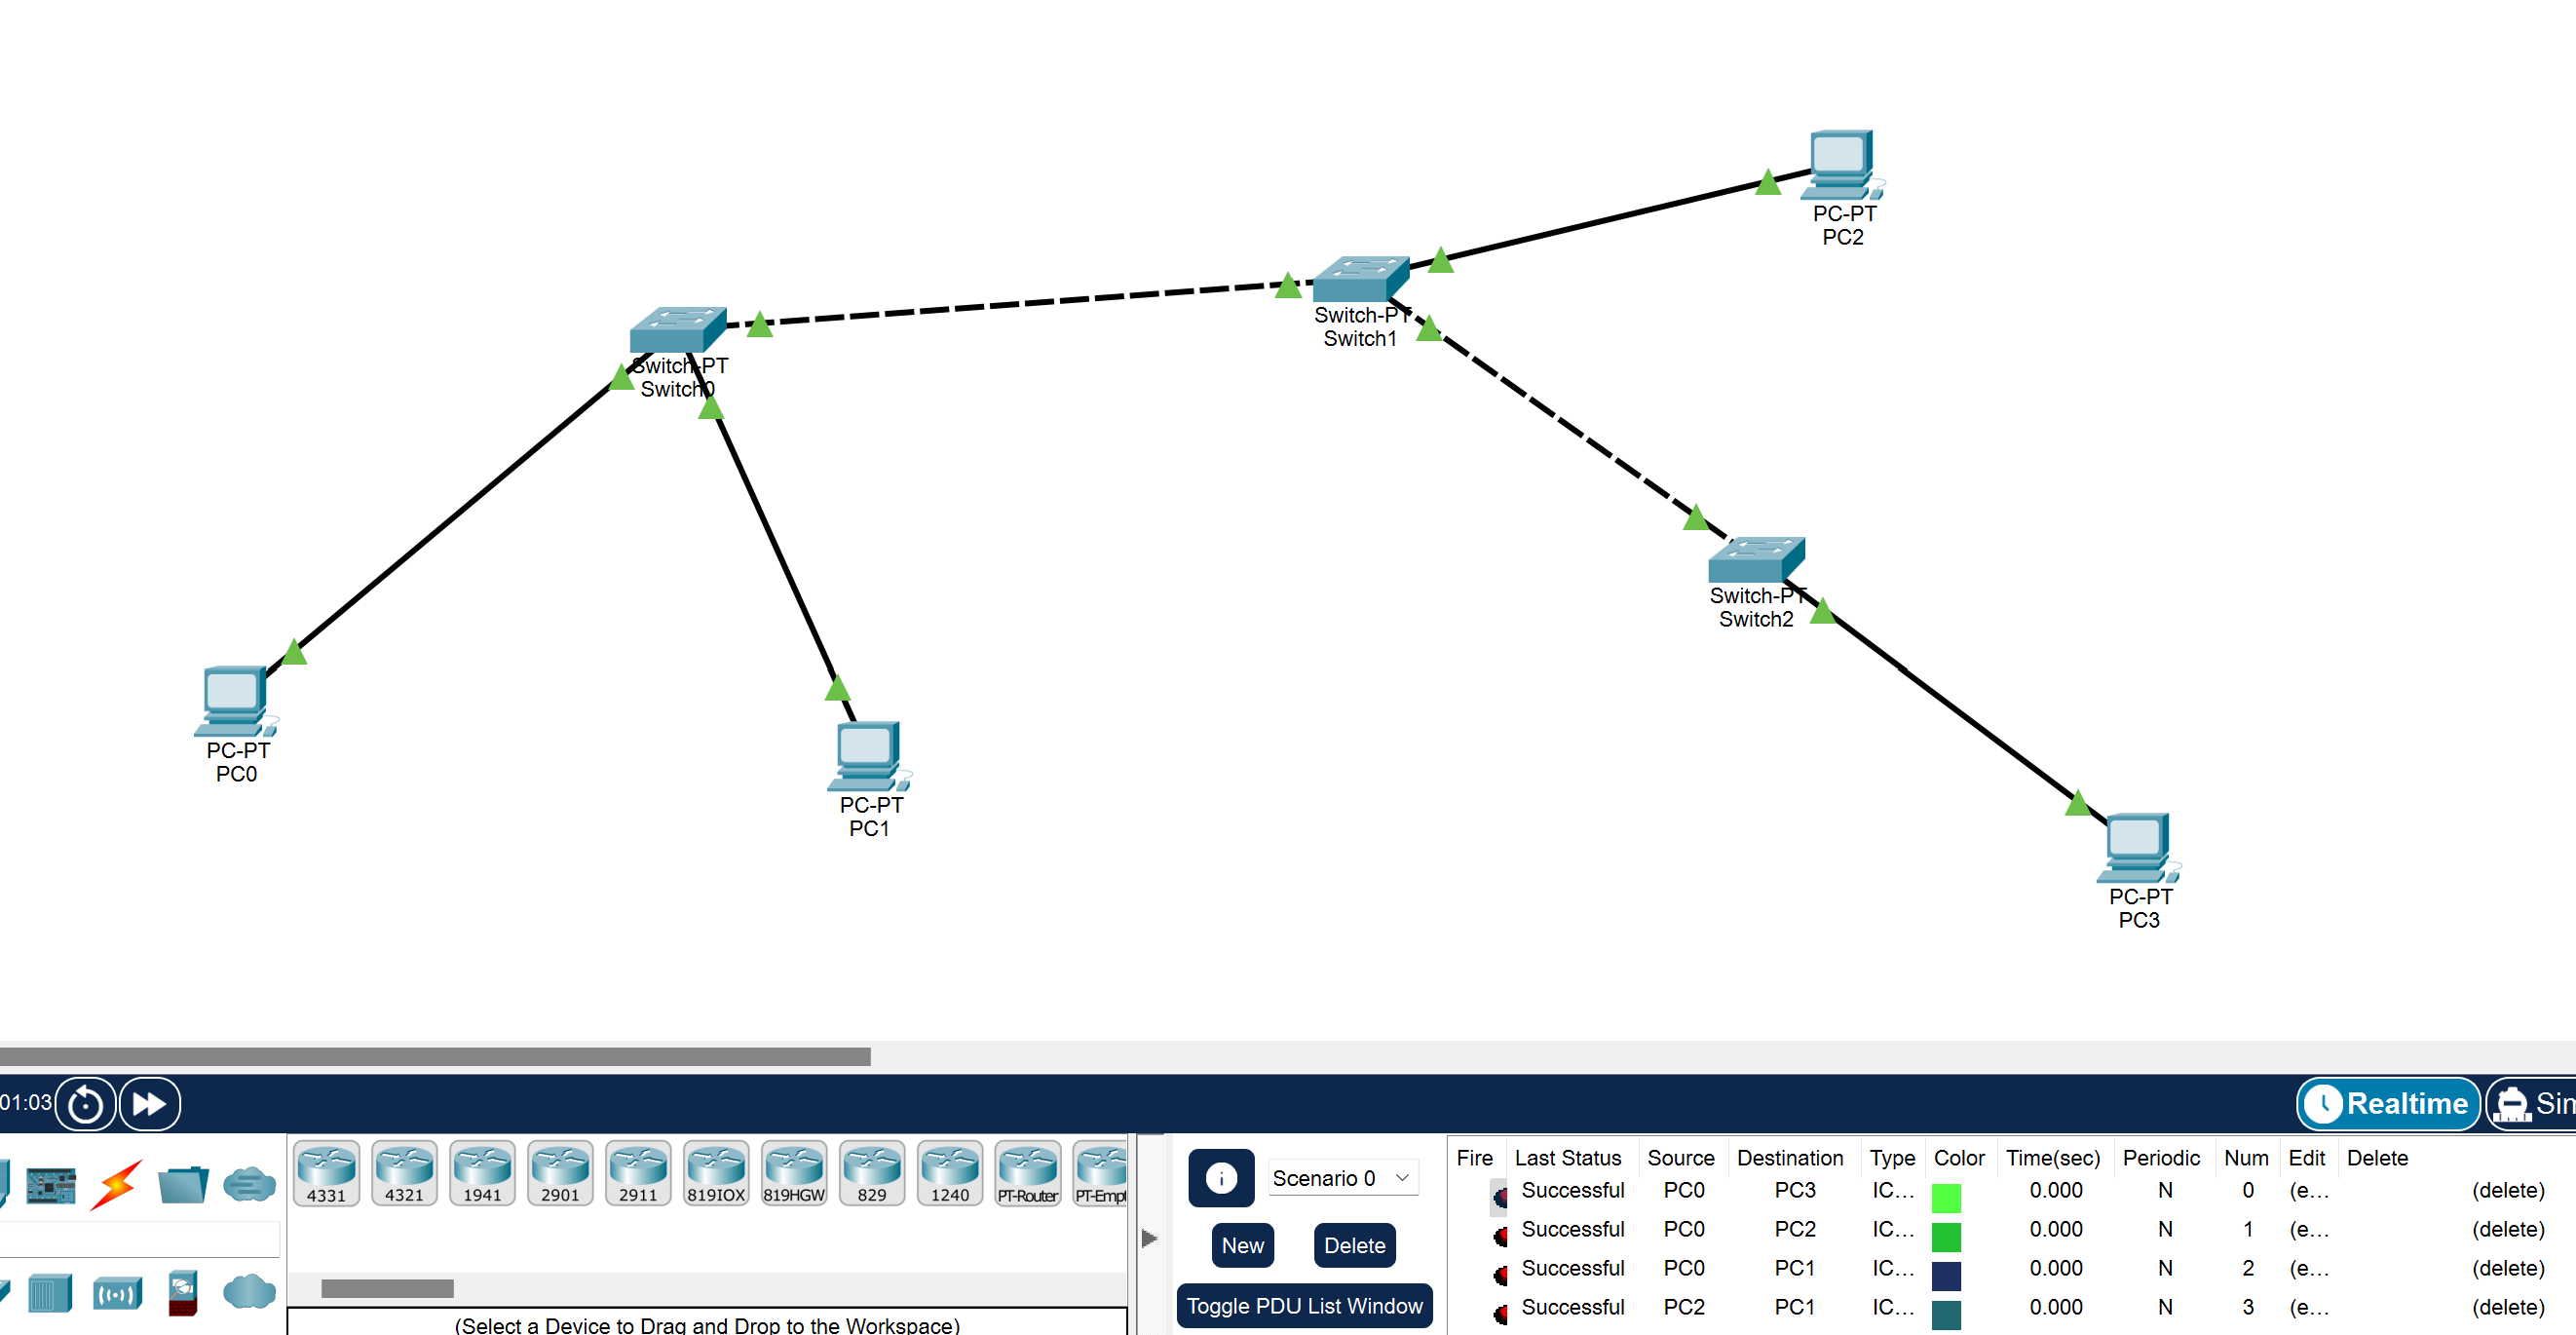 PC-PT
PC2
Switch-PT
Switch1
Switch-PT
Switch0
Switch-PT
Switch2
PC-PT
PC0
PC-PT
PC1
PC-PT
PC3
01:03
Realtime
Sim
4331
4321
1941
2901
2911
819IOX
819HGW
829
1240
PT-Router
PT-Empt
(Select a Device to Drag and Drop to the Workspace)
Scenario 0
New
Delete
Toggle PDU List Window
Fire Last Status Source Destination Type Color Time(sec) Periodic Num Edit Delete
Successful PC0 PC3 IC... 0.000 N 0 (e... (delete)
Successful PC0 PC2 IC... 0.000 N 1 (e... (delete)
Successful PC0 PC1 IC... 0.000 N 2 (e... (delete)
Successful PC2 PC1 IC... 0.000 N 3 (e... (delete)